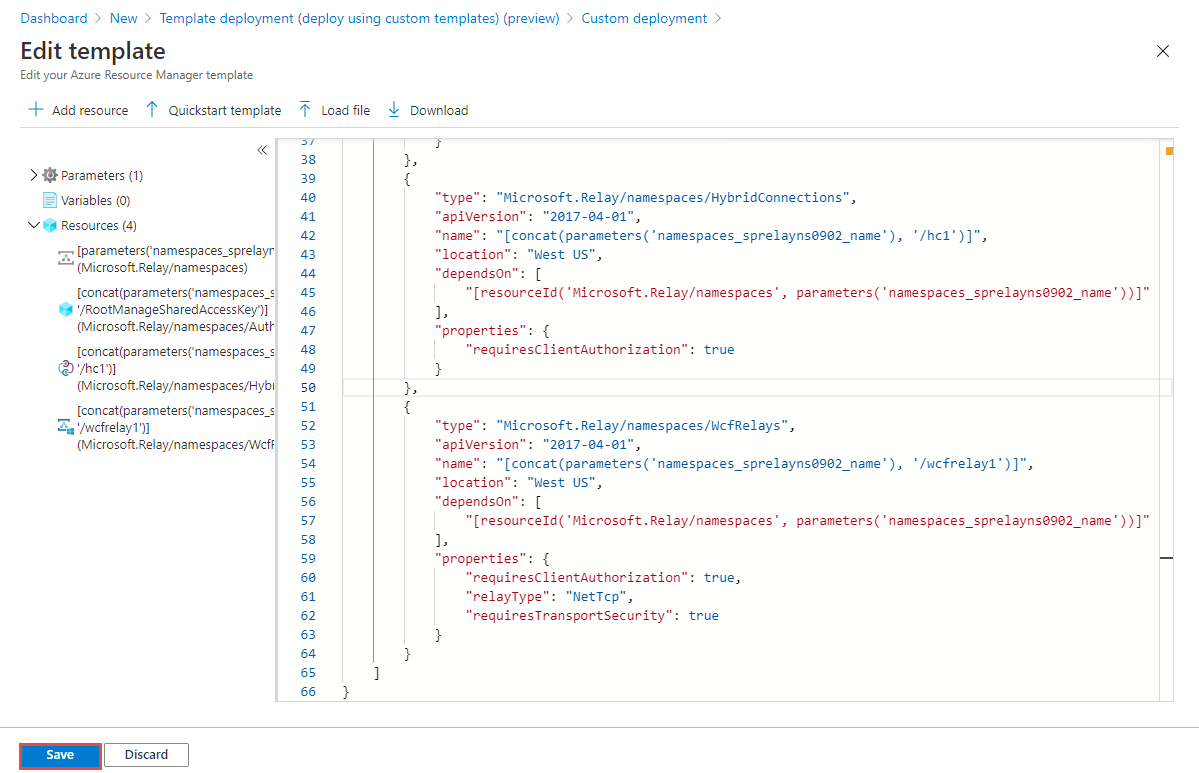 Dashboard > New > Template deployment (deploy using custom templates) (preview) > Custom deployment >
Edit template
Edit your Azure Resource Manager template
Add resource Quickstart template Load file Download
Parameters (1)
Variables (0)
Resources (4)
[parameters('namespaces_sprelayn
(Microsoft.Relay/namespaces)
[concat(parameters('namespaces_s
'/RootManageSharedAccessKey')]
(Microsoft.Relay/namespaces/Auth
[concat(parameters('namespaces_s
'/hc1')]
(Microsoft.Relay/namespaces/Hybr
[concat(parameters('namespaces_s
'/wcfrelay1')]
(Microsoft.Relay/namespaces/WcfR
37 }
38 },
39 {
40 "type": "Microsoft.Relay/namespaces/HybridConnections",
41 "apiVersion": "2017-04-01",
42 "name": "[concat(parameters('namespaces_sprelayns0902_name'), '/hc1')]",
43 "location": "West US",
44 "dependsOn": [
45 "[resourceId('Microsoft.Relay/namespaces', parameters('namespaces_sprelayns0902_name'))]"
46 ],
47 "properties": {
48 "requiresClientAuthorization": true
49 }
50 },
51 {
52 "type": "Microsoft.Relay/namespaces/WcfRelays",
53 "apiVersion": "2017-04-01",
54 "name": "[concat(parameters('namespaces_sprelayns0902_name'), '/wcfrelay1')]",
55 "location": "West US",
56 "dependsOn": [
57 "[resourceId('Microsoft.Relay/namespaces', parameters('namespaces_sprelayns0902_name'))]"
58 ],
59 "properties": {
60 "requiresClientAuthorization": true,
61 "relayType": "NetTcp",
62 "requiresTransportSecurity": true
63 }
64 }
65 ]
66 }
Save Discard